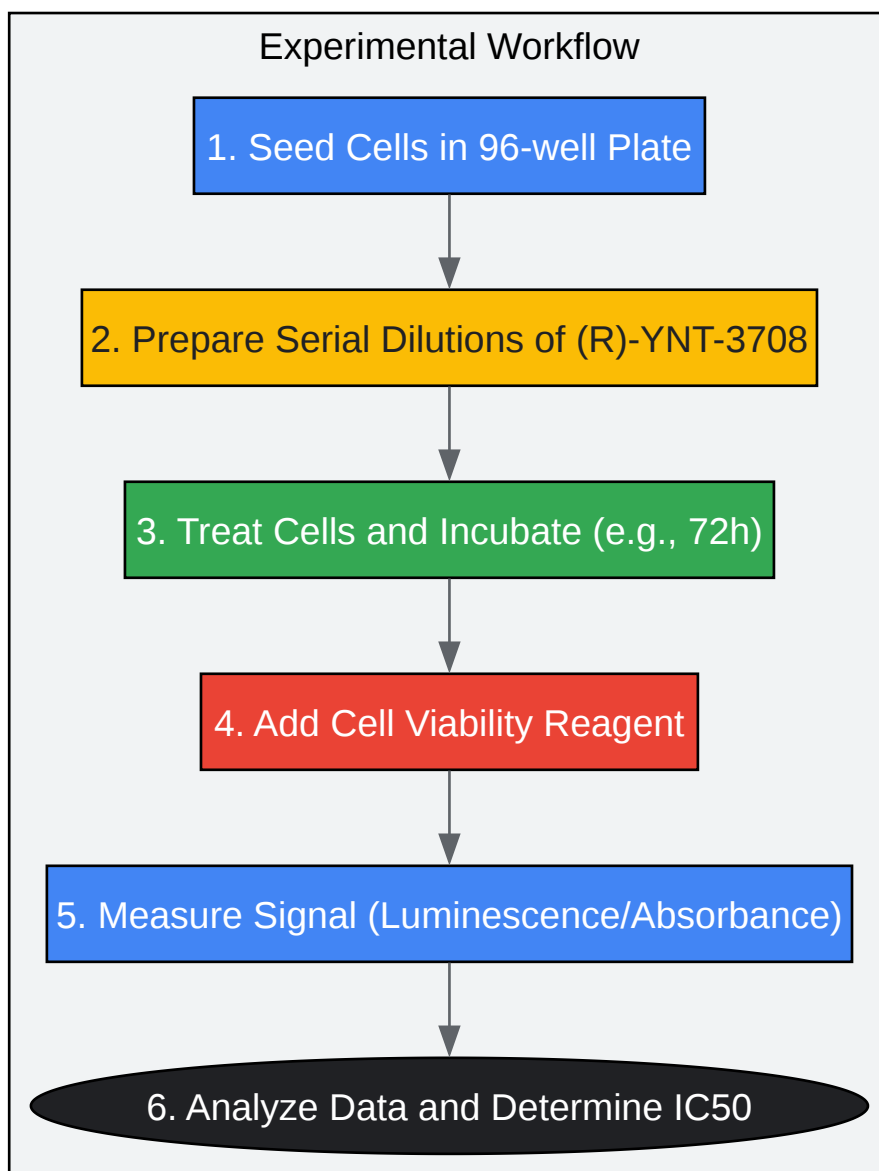 Experimental Workflow
1. Seed Cells in 96-well Plate
2. Prepare Serial Dilutions of (R)-YNT-3708
3. Treat Cells and Incubate (e.g., 72h)
4. Add Cell Viability Reagent
5. Measure Signal (Luminescence/Absorbance)
6. Analyze Data and Determine IC50